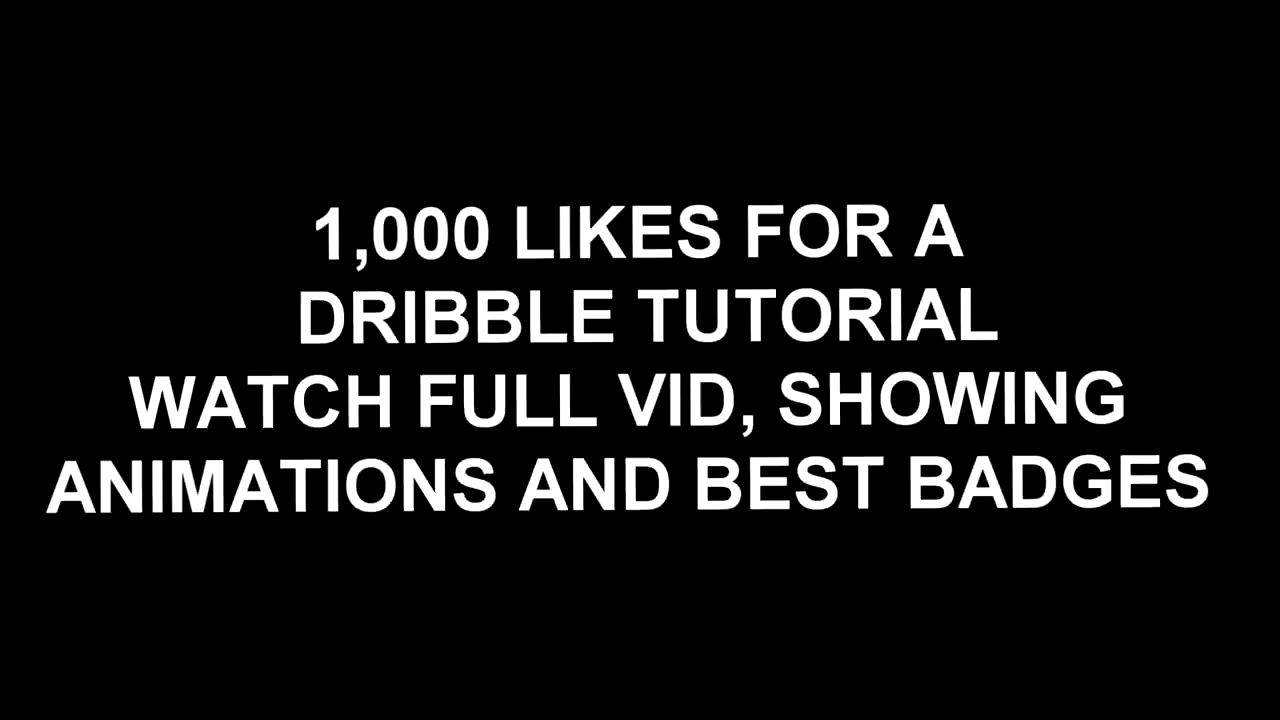 1,000 LIKES FOR A
DRIBBLE TUTORIAL
WATCH FULL VID, SHOWING
ANIMATIONS AND BEST BADGES